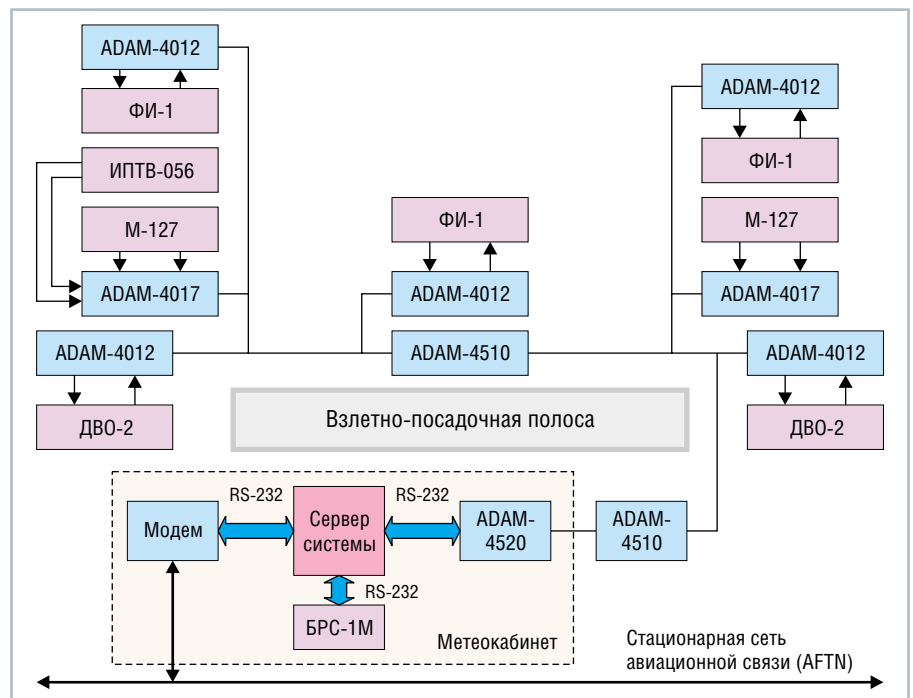 ADAM-4012
ФИ-1
ИПТВ-056
М-127
ADAM-4017
ADAM-4012
ДВО-2
ФИ-1
ADAM-4012
ADAM-4510
ADAM-4012
ФИ-1
М-127
ADAM-4017
ADAM-4012
ДВО-2
Взлетно-посадочная полоса
Модем
RS-232
Сервер
системы
RS-232
ADAM-
4520
ADAM-
4510
RS-232
БРС-1М
Метеокабинет
Стационарная сеть
авиационной связи (AFTN)